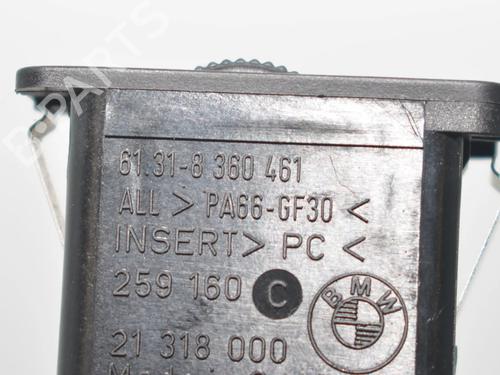 B-PARTS
61.31-8 360 461
ALL > PA66-GF30 <
INSERT > PC <
259 160 C
BMW
21 318 000